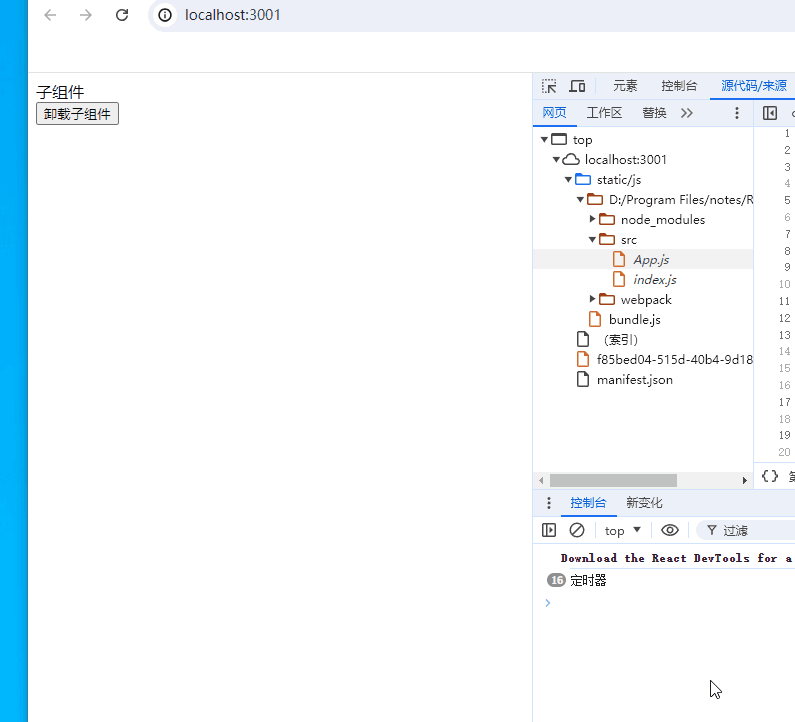 localhost:3001
子组件
卸载子组件
元素 控制台 源代码/来源
网页 工作区 替换
top
localhost:3001
static/js
D:/Program Files/notes/R
node_modules
src
App.js
index.js
webpack
bundle.js
（索引）
f85bed04-515d-40b4-9d18
manifest.json
1
2
3
4
5
6
7
8
9
10
11
12
13
14
15
16
17
18
19
20
{}
控制台 新变化
top 过滤
Download the React DevTools for a
16 定时器